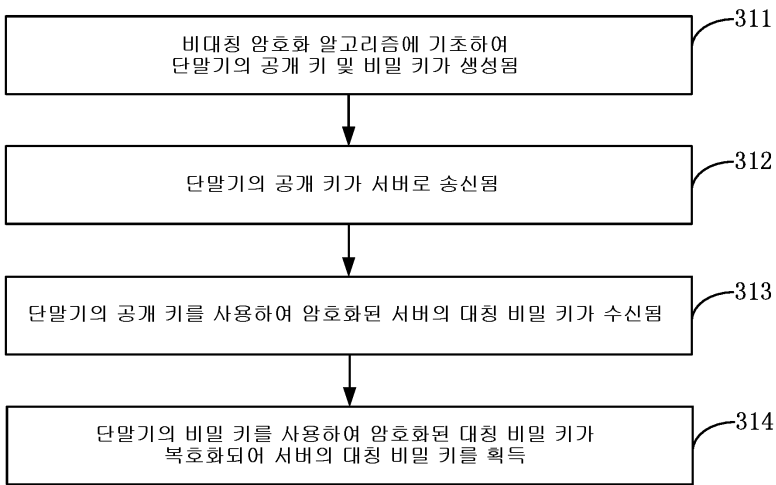 비대칭 암호화 알고리즘에 기초하여
단말기의 공개 키 및 비밀 키가 생성됨
311
단말기의 공개 키가 서버로 송신됨
312
단말기의 공개 키를 사용하여 암호화된 서버의 대칭 비밀 키가 수신됨
313
단말기의 비밀 키를 사용하여 암호화된 대칭 비밀 키가
복호화되어 서버의 대칭 비밀 키를 획득
314